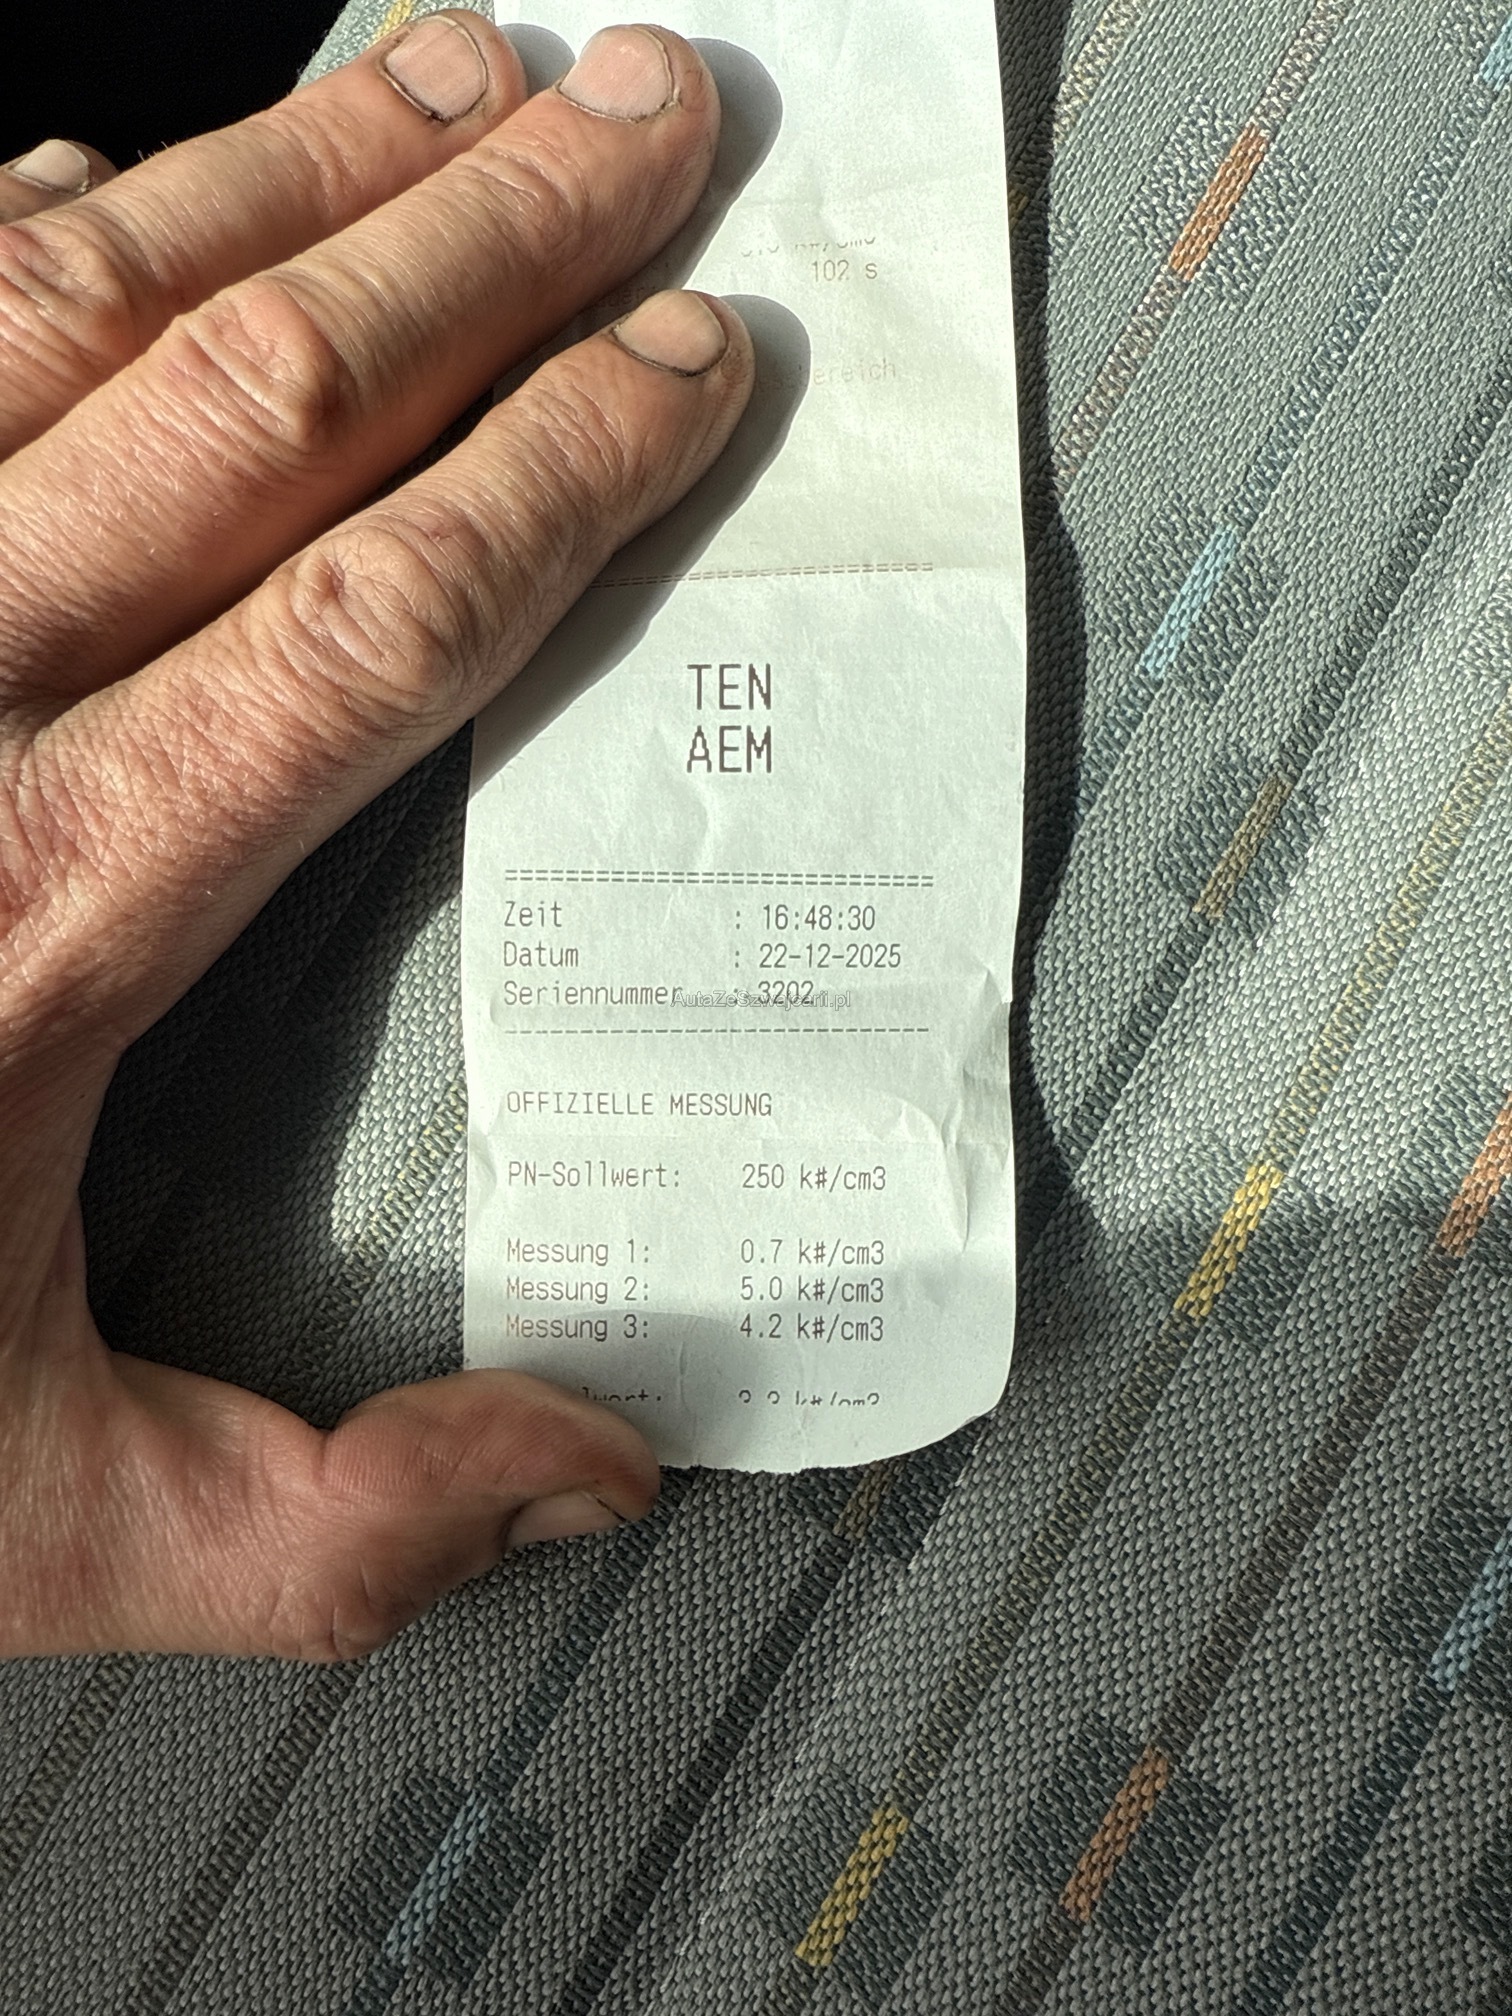 102 s
TEN
AEM
Zeit : 16:48:30
Datum : 22-12-2025
Seriennummer : 3202
AutaZeSzwajcarii.pl
OFFIZIELLE MESSUNG
PN-Sollwert: 250 k#/cm3
Messung 1: 0.7 k#/cm3
Messung 2: 5.0 k#/cm3
Messung 3: 4.2 k#/cm3